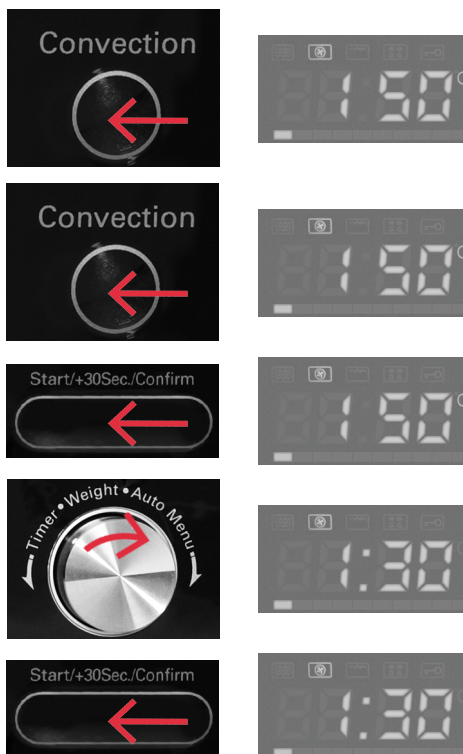 Convection
150°
Convection
150°
Start/+30Sec./Confirm
150°
Timer•Weight•Auto Menu
1:30
Start/+30Sec./Confirm
1:30